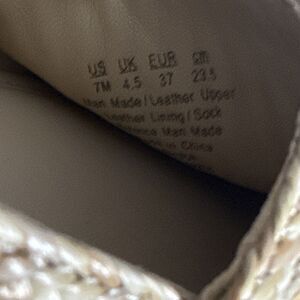 US UK EUR cm
7M 4.5 37 23.5
Man Made/Leather Upper
Leather Lining/Sock
Man Made
in China